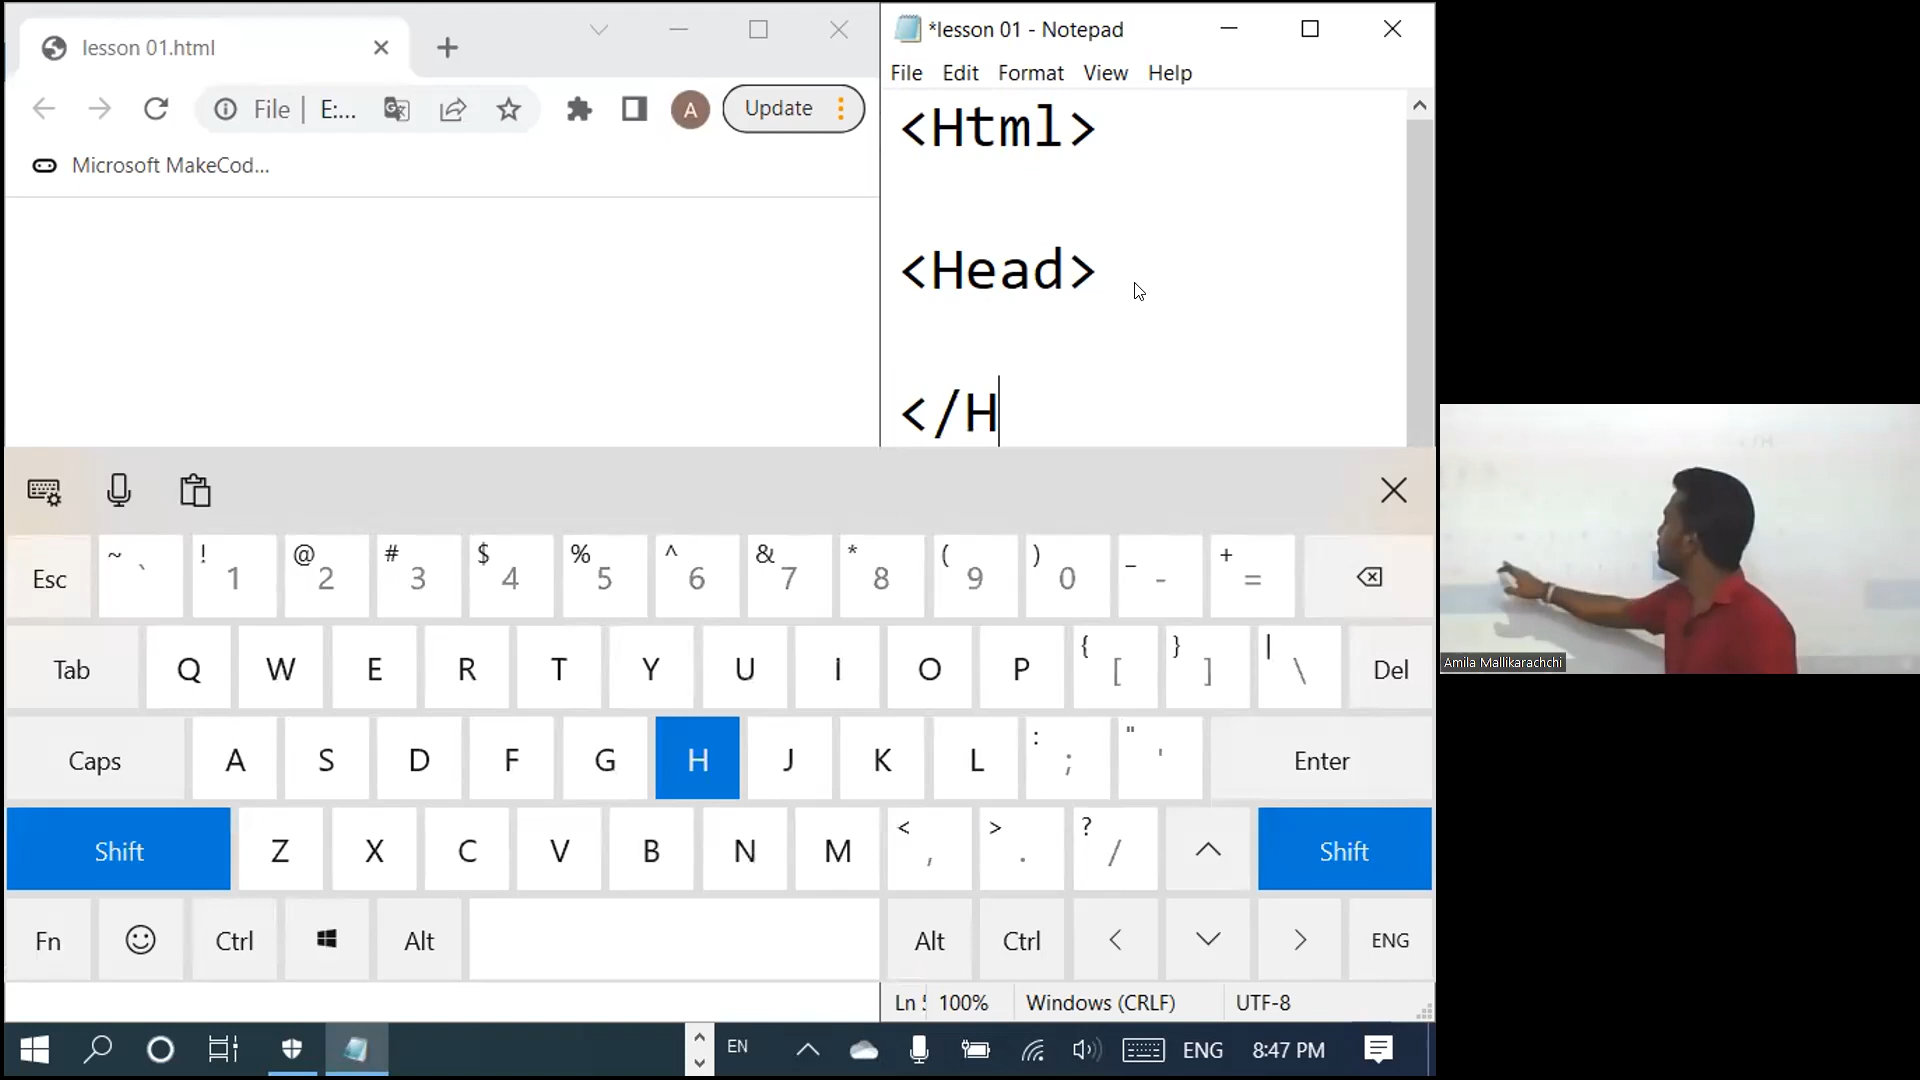 lesson 01.html
File
E:...
A
Update
Microsoft MakeCod...
*lesson 01 - Notepad
File Edit Format View Help
<Html>
<Head>
</H
Esc ~ ` ! 1 @ 2 # 3 $ 4 % 5 ^ 6 & 7 * 8 ( 9 ) 0 _ - + =
Tab Q W E R T Y U I O P { [ } ] | \ Del
Caps A S D F G H J K L : ; " ' Enter
Shift Z X C V B N M < , > . ? / Shift
Fn Ctrl Alt Alt Ctrl ENG
100% Windows (CRLF) UTF-8
EN ENG 8:47 PM
Amila Mallikarachchi